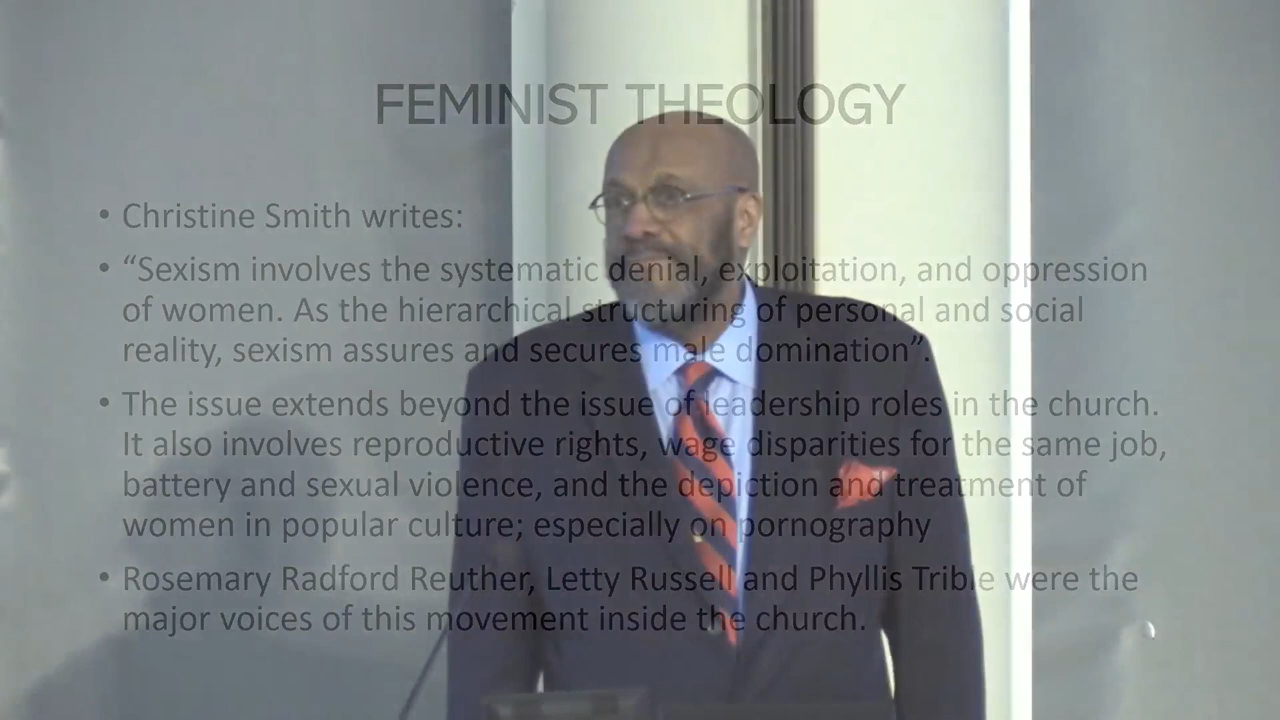 FEMINIST THEOLOGY
• Christine Smith writes:
• “Sexism involves the systematic denial, exploitation, and oppression
of women. As the hierarchical structuring of personal and social
reality, sexism assures and secures male domination”.
• The issue extends beyond the issue of leadership roles in the church.
It also involves reproductive rights, wage disparities for the same job,
battery and sexual violence, and the depiction and treatment of
women in popular culture; especially on pornography
• Rosemary Radford Reuther, Letty Russell and Phyllis Trible were the
major voices of this movement inside the church.